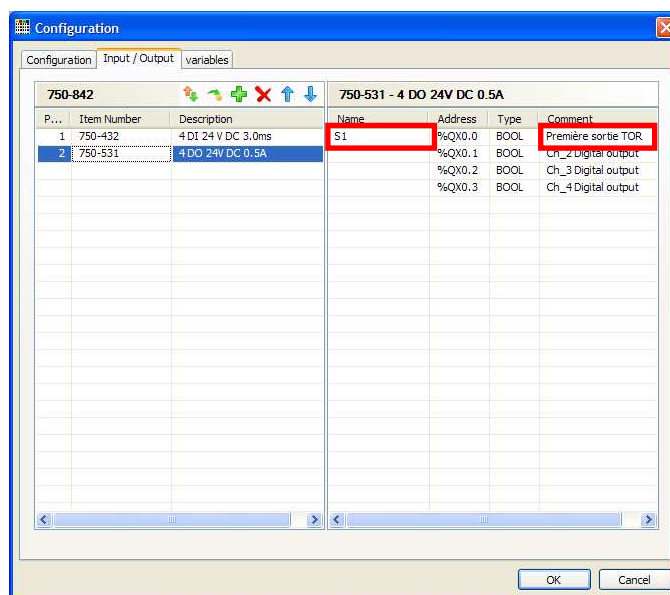 Configuration
Configuration Input / Output variables
750-842
P... Item Number Description
1 750-432 4 DI 24 V DC 3.0ms
2 750-531 4 DO 24V DC 0.5A
750-531 - 4 DO 24V DC 0.5A
Name Address Type Comment
S1 %QX0.0 BOOL Première sortie TOR
%QX0.1 BOOL Ch_2 Digital output
%QX0.2 BOOL Ch_3 Digital output
%QX0.3 BOOL Ch_4 Digital output
OK Cancel